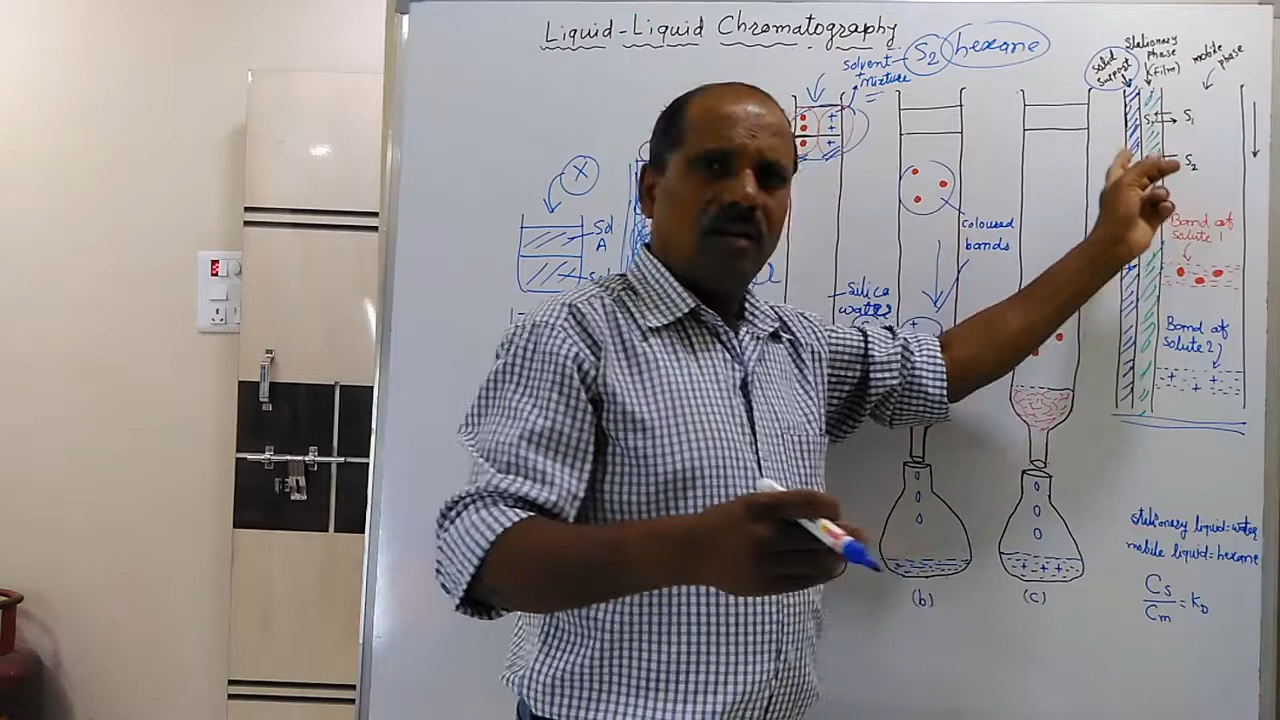 Liquid-Liquid Chromatography
solvent
+
mixture
S2
hexane
solid
support
Stationary
phase
(Film)
mobile
phase
S1
S2
X
Sol
A
coloured
bands
Silica
water
Band of
solute 1
Band of
solute 2
stationary liquid=water
mobile liquid=hexane
Cs/Cm = KD
(b)
(c)